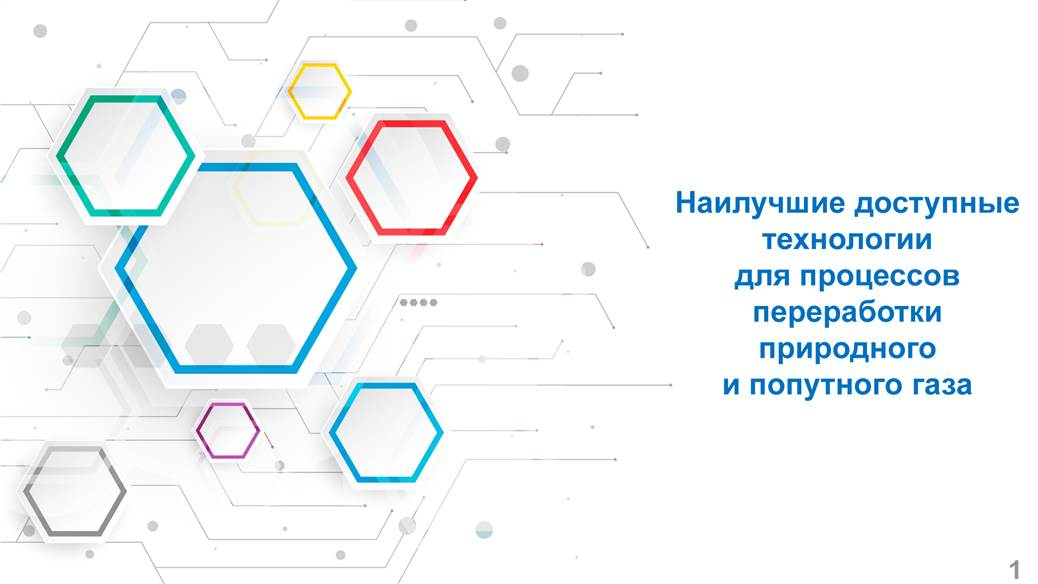 Наилучшие доступные
технологии
для процессов
переработки
природного
и попутного газа
1